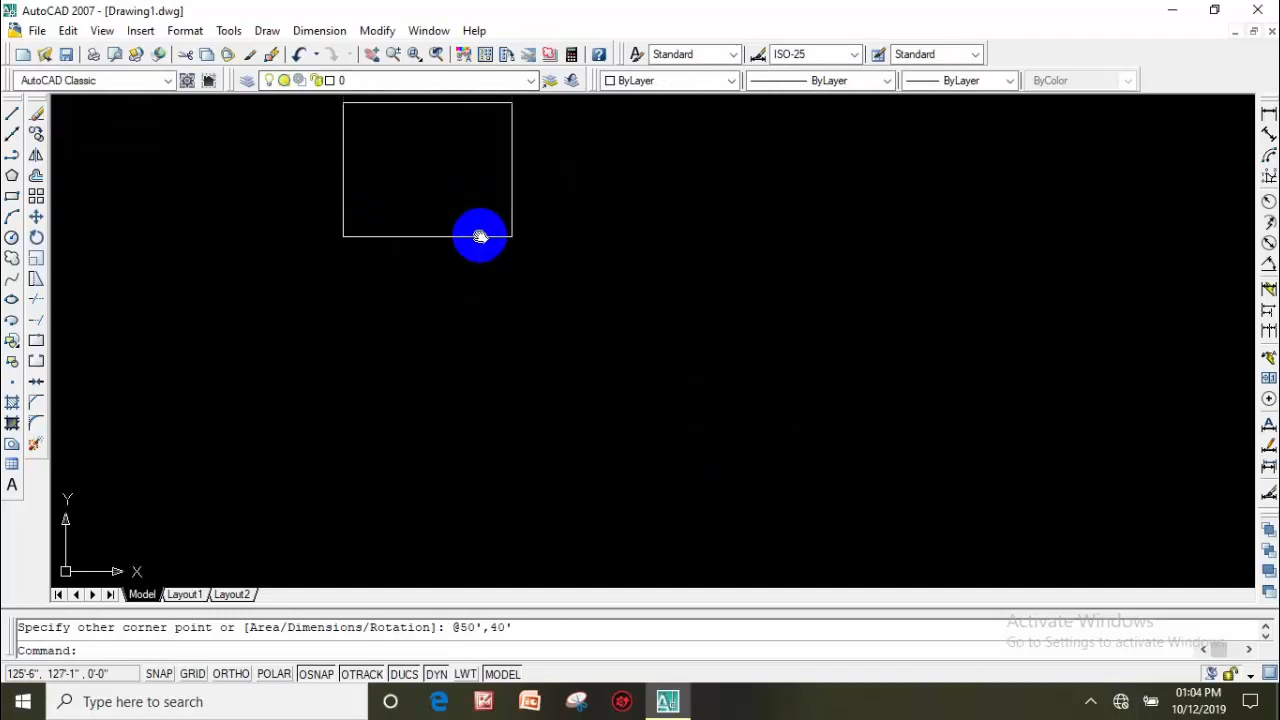 AutoCAD 2007 - [Drawing1.dwg]
File Edit View Insert Format Tools Draw Dimension Modify Window Help
Standard ISO-25 Standard
AutoCAD Classic 0 ByLayer ByLayer ByLayer ByColor
A
Y
X
Model Layout1 Layout2
Specify other corner point or [Area/Dimensions/Rotation]: @50',40'
Command:
Activate Windows
Go to Settings to activate Windows.
125'-6", 127'-1", 0'-0" SNAP GRID ORTHO POLAR OSNAP OTRACK DUCS DYN LWT MODEL
Type here to search
01:04 PM
10/12/2019